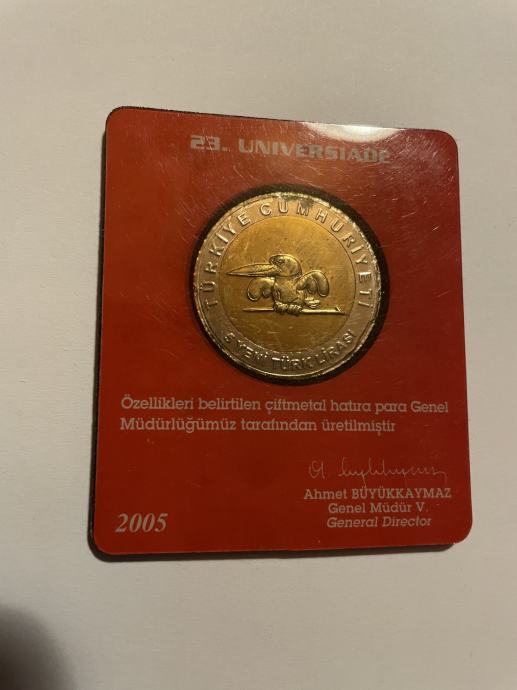 23. UNIVERSIADE
TÜRKİYE CUMHURİYETİ
5 YENİ TÜRK LİRASI
Özellikleri belirtilen çiftmetal hatıra para Genel
Müdürlüğümüz tarafından üretilmiştir
Ahmet BÜYÜKKAYMAZ
Genel Müdür V.
General Director
2005